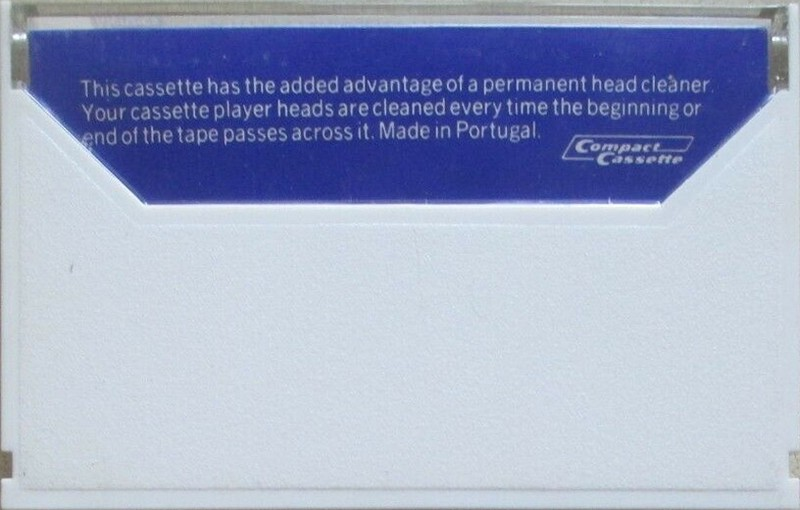 This cassette has the added advantage of a permanent head cleaner.
Your cassette player heads are cleaned every time the beginning or
end of the tape passes across it. Made in Portugal.
Compact
Cassette